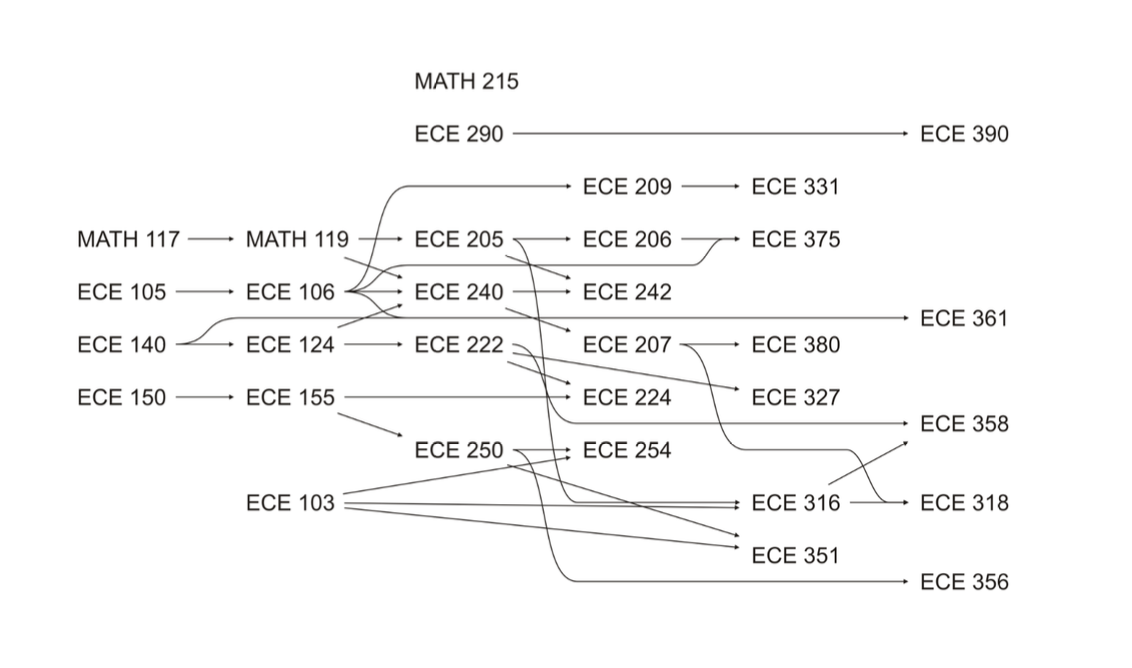 MATH 215
ECE 290 ECE 390
ECE 209 ECE 331
MATH 117 MATH 119 ECE 205 ECE 206 ECE 375
ECE 105 ECE 106 ECE 240 ECE 242
ECE 361
ECE 140 ECE 124 ECE 222 ECE 207 ECE 380
ECE 150 ECE 155 ECE 224 ECE 327
ECE 358
ECE 250 ECE 254
ECE 103 ECE 316 ECE 318
ECE 351
ECE 356